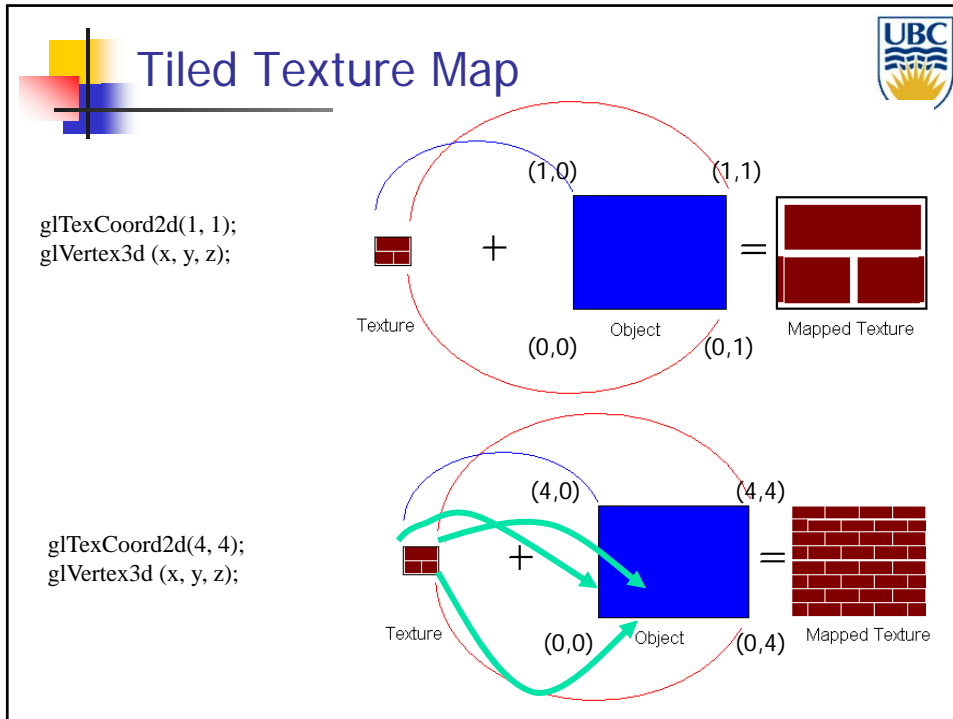 Tiled Texture Map
UBC
(1,0)
(1,1)
glTexCoord2d(1, 1);
glVertex3d (x, y, z);
+
=
Texture
Object
Mapped Texture
(0,0)
(0,1)
(4,0)
(4,4)
glTexCoord2d(4, 4);
glVertex3d (x, y, z);
+
=
Texture
Object
Mapped Texture
(0,0)
(0,4)